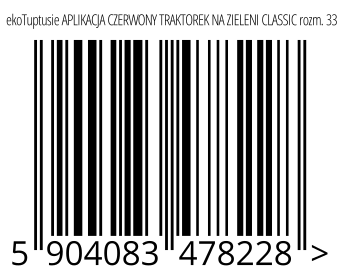 ekoTuptusie APLIKACJA CZERWONY TRAKTOREK NA ZIELENI CLASSIC rozm. 33
5 904083 478228 >